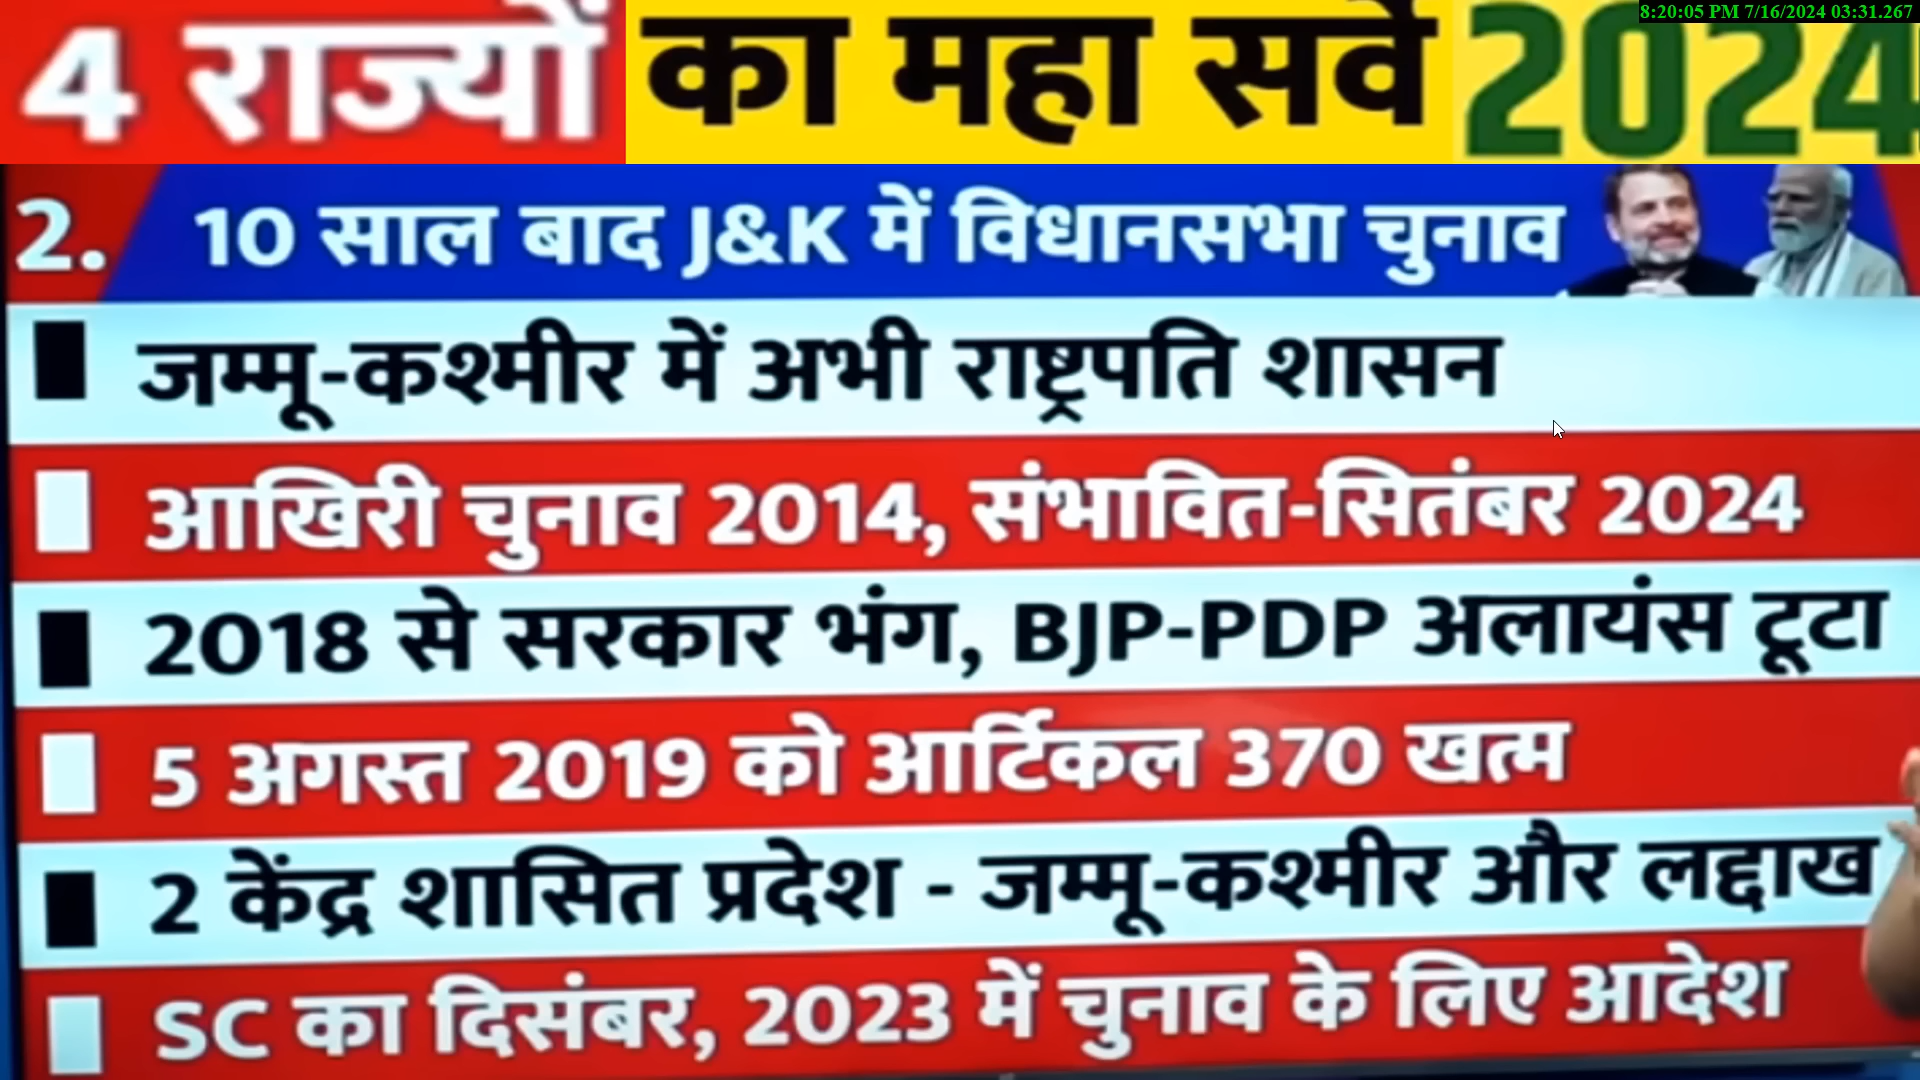 8:20:05 PM 7/16/2024 03:31.267
4 राज्यों का महा सर्वे 2024
2. 10 साल बाद J&K में विधानसभा चुनाव
जम्मू-कश्मीर में अभी राष्ट्रपति शासन
आखिरी चुनाव 2014, संभावित-सितंबर 2024
2018 से सरकार भंग, BJP-PDP अलायंस टूटा
5 अगस्त 2019 को आर्टिकल 370 खत्म
2 केंद्र शासित प्रदेश - जम्मू-कश्मीर और लद्दाख
SC का दिसंबर, 2023 में चुनाव के लिए आदेश